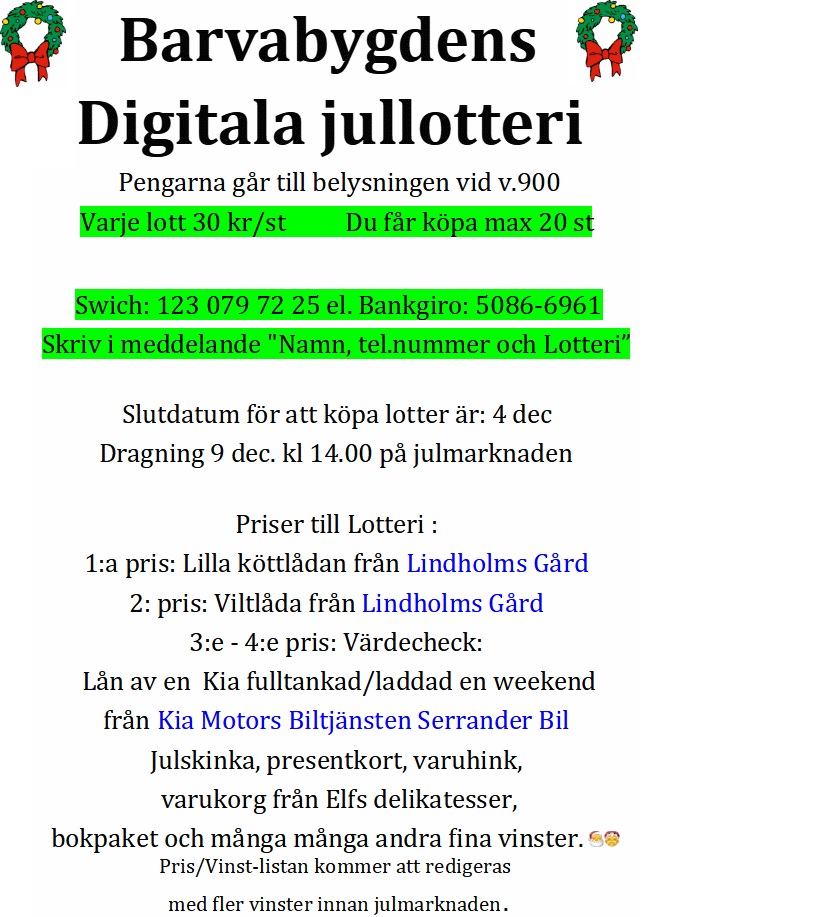 Barvabygdens
Digitala jullotteri
Pengarna går till belysningen vid v.900
Varje lott 30 kr/st Du får köpa max 20 st
Swich: 123 079 72 25 el. Bankgiro: 5086-6961
Skriv i meddelande "Namn, tel.nummer och Lotteri”
Slutdatum för att köpa lotter är: 4 dec
Dragning 9 dec. kl 14.00 på julmarknaden
Priser till Lotteri :
1:a pris: Lilla köttlådan från Lindholms Gård
2: pris: Viltlåda från Lindholms Gård
3:e - 4:e pris: Värdecheck:
Lån av en Kia fulltankad/laddad en weekend
från Kia Motors Biltjänsten Serrander Bil
Julskinka, presentkort, varuhink,
varukorg från Elfs delikatesser,
bokpaket och många många andra fina vinster.
Pris/Vinst-listan kommer att redigeras
med fler vinster innan julmarknaden.